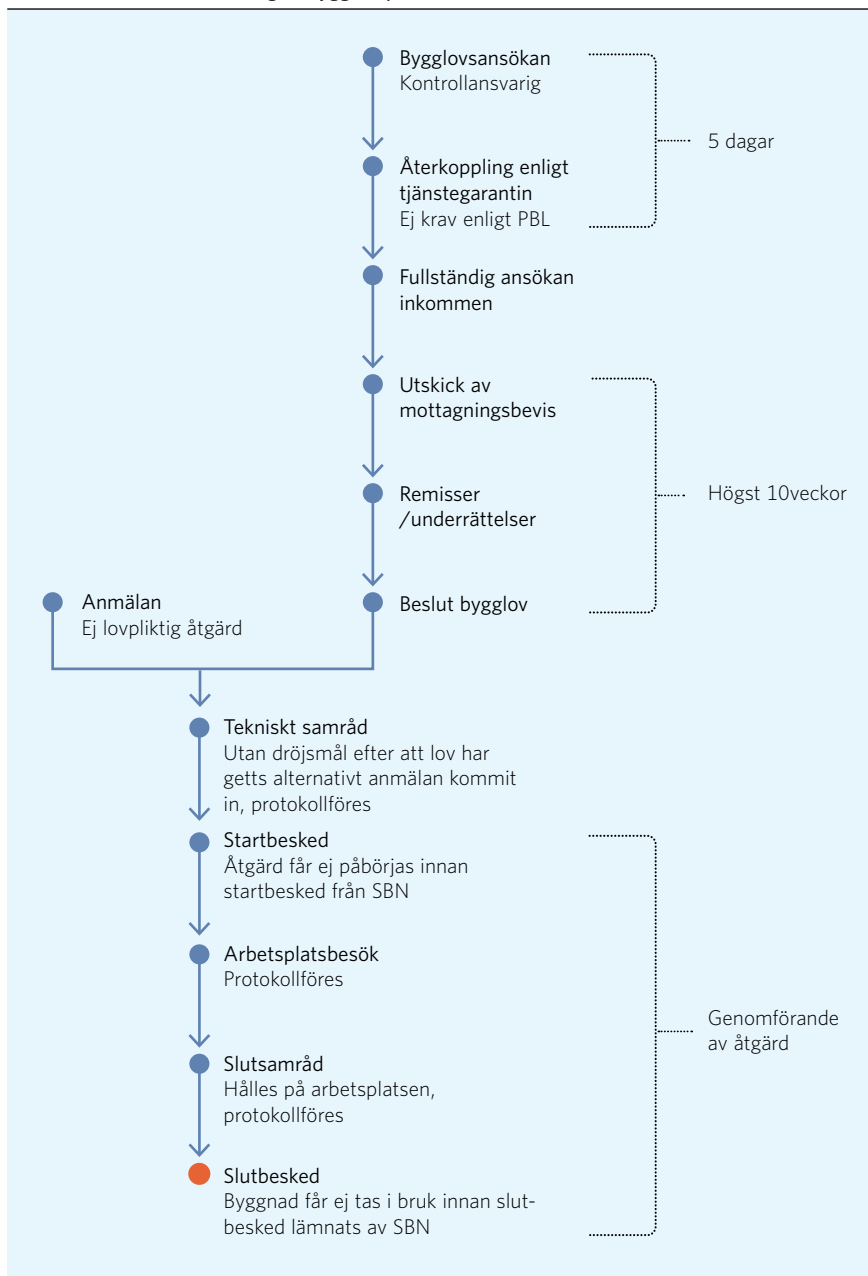 Bygglovsansökan
Kontrollansvarig
5 dagar
Återkoppling enligt
tjänstegarantin
Ej krav enligt PBL
Fullständig ansökan
inkommen
Utskick av
mottagningsbevis
Remisser
/underrättelser
Högst 10veckor
Beslut bygglov
Anmälan
Ej lovpliktig åtgärd
Tekniskt samråd
Utan dröjsmål efter att lov har
getts alternativt anmälan kommit
in, protokollföres
Startbesked
Åtgärd får ej påbörjas innan
startbesked från SBN
Arbetsplatsbesök
Protokollföres
Genomförande
av åtgärd
Slutsamråd
Hålles på arbetsplatsen,
protokollföres
Slutbesked
Byggnad får ej tas i bruk innan slut-
besked lämnats av SBN